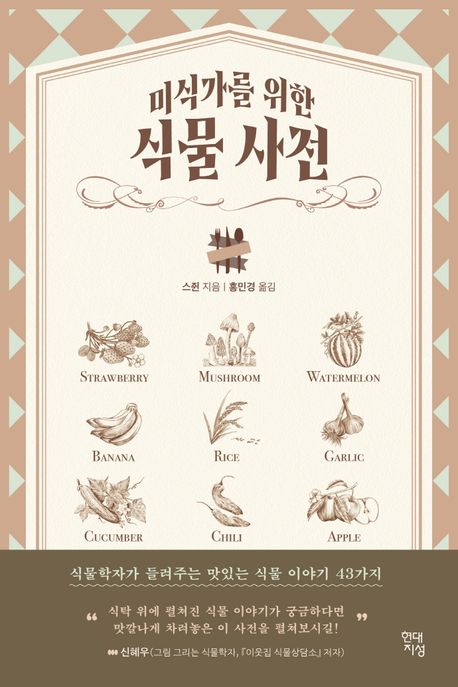 미식가를 위한
식물 사전
스쥔 지음 | 홍민경 옮김
STRAWBERRY
MUSHROOM
WATERMELON
BANANA
RICE
GARLIC
CUCUMBER
CHILI
APPLE
식물학자가 들려주는 맛있는 식물 이야기 43가지
“ 식탁 위에 펼쳐진 식물 이야기가 궁금하다면
맛깔나게 차려놓은 이 사전을 펼쳐보시길! ”
신혜우(그림 그리는 식물학자, 『이웃집 식물상담소』 저자)
현대
지성